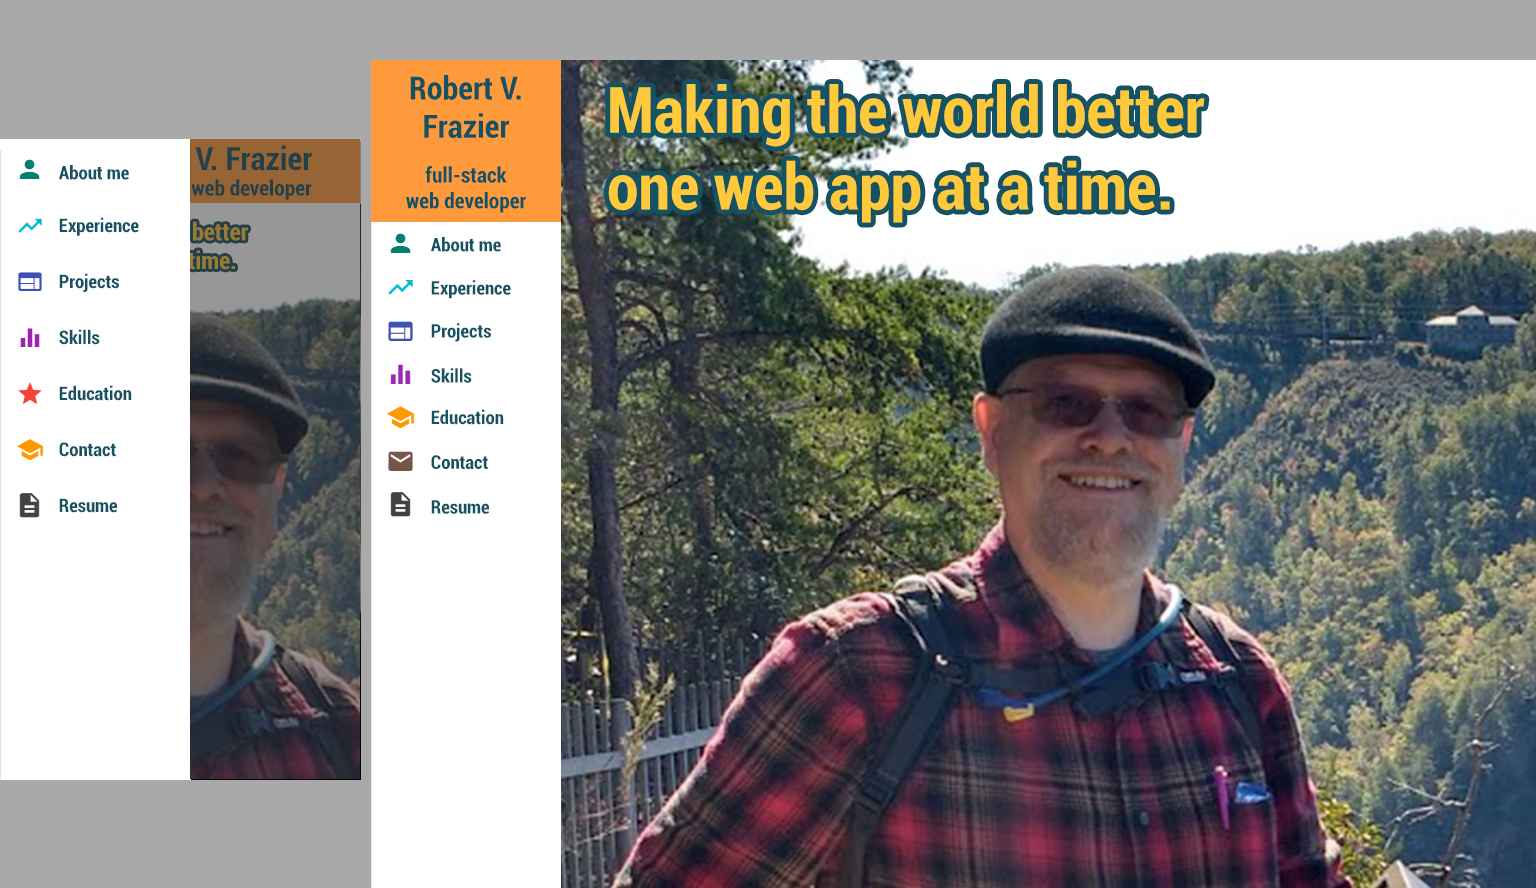 About me
Experience
Projects
Skills
Education
Contact
Resume
V. Frazier
web developer
better
time.
Robert V.
Frazier
full-stack
web developer
About me
Experience
Projects
Skills
Education
Contact
Resume
Making the world better
one web app at a time.